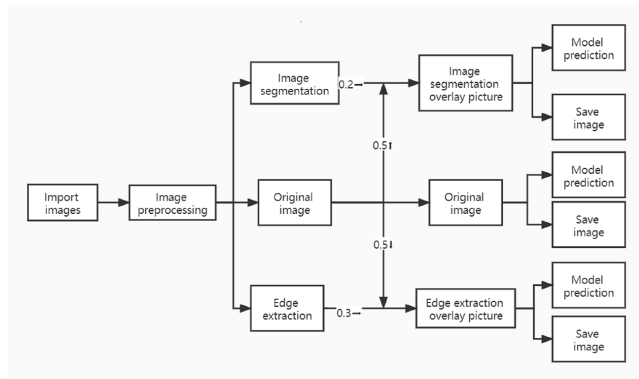 Import
images
Image
preprocessing
Image
segmentation
0.2→
Original
image
Edge
extraction
0.3→
0.5↑
0.5↓
Image
segmentation
overlay picture
Original
image
Edge extraction
overlay picture
Model
prediction
Save
image
Model
prediction
Save
image
Model
prediction
Save
image